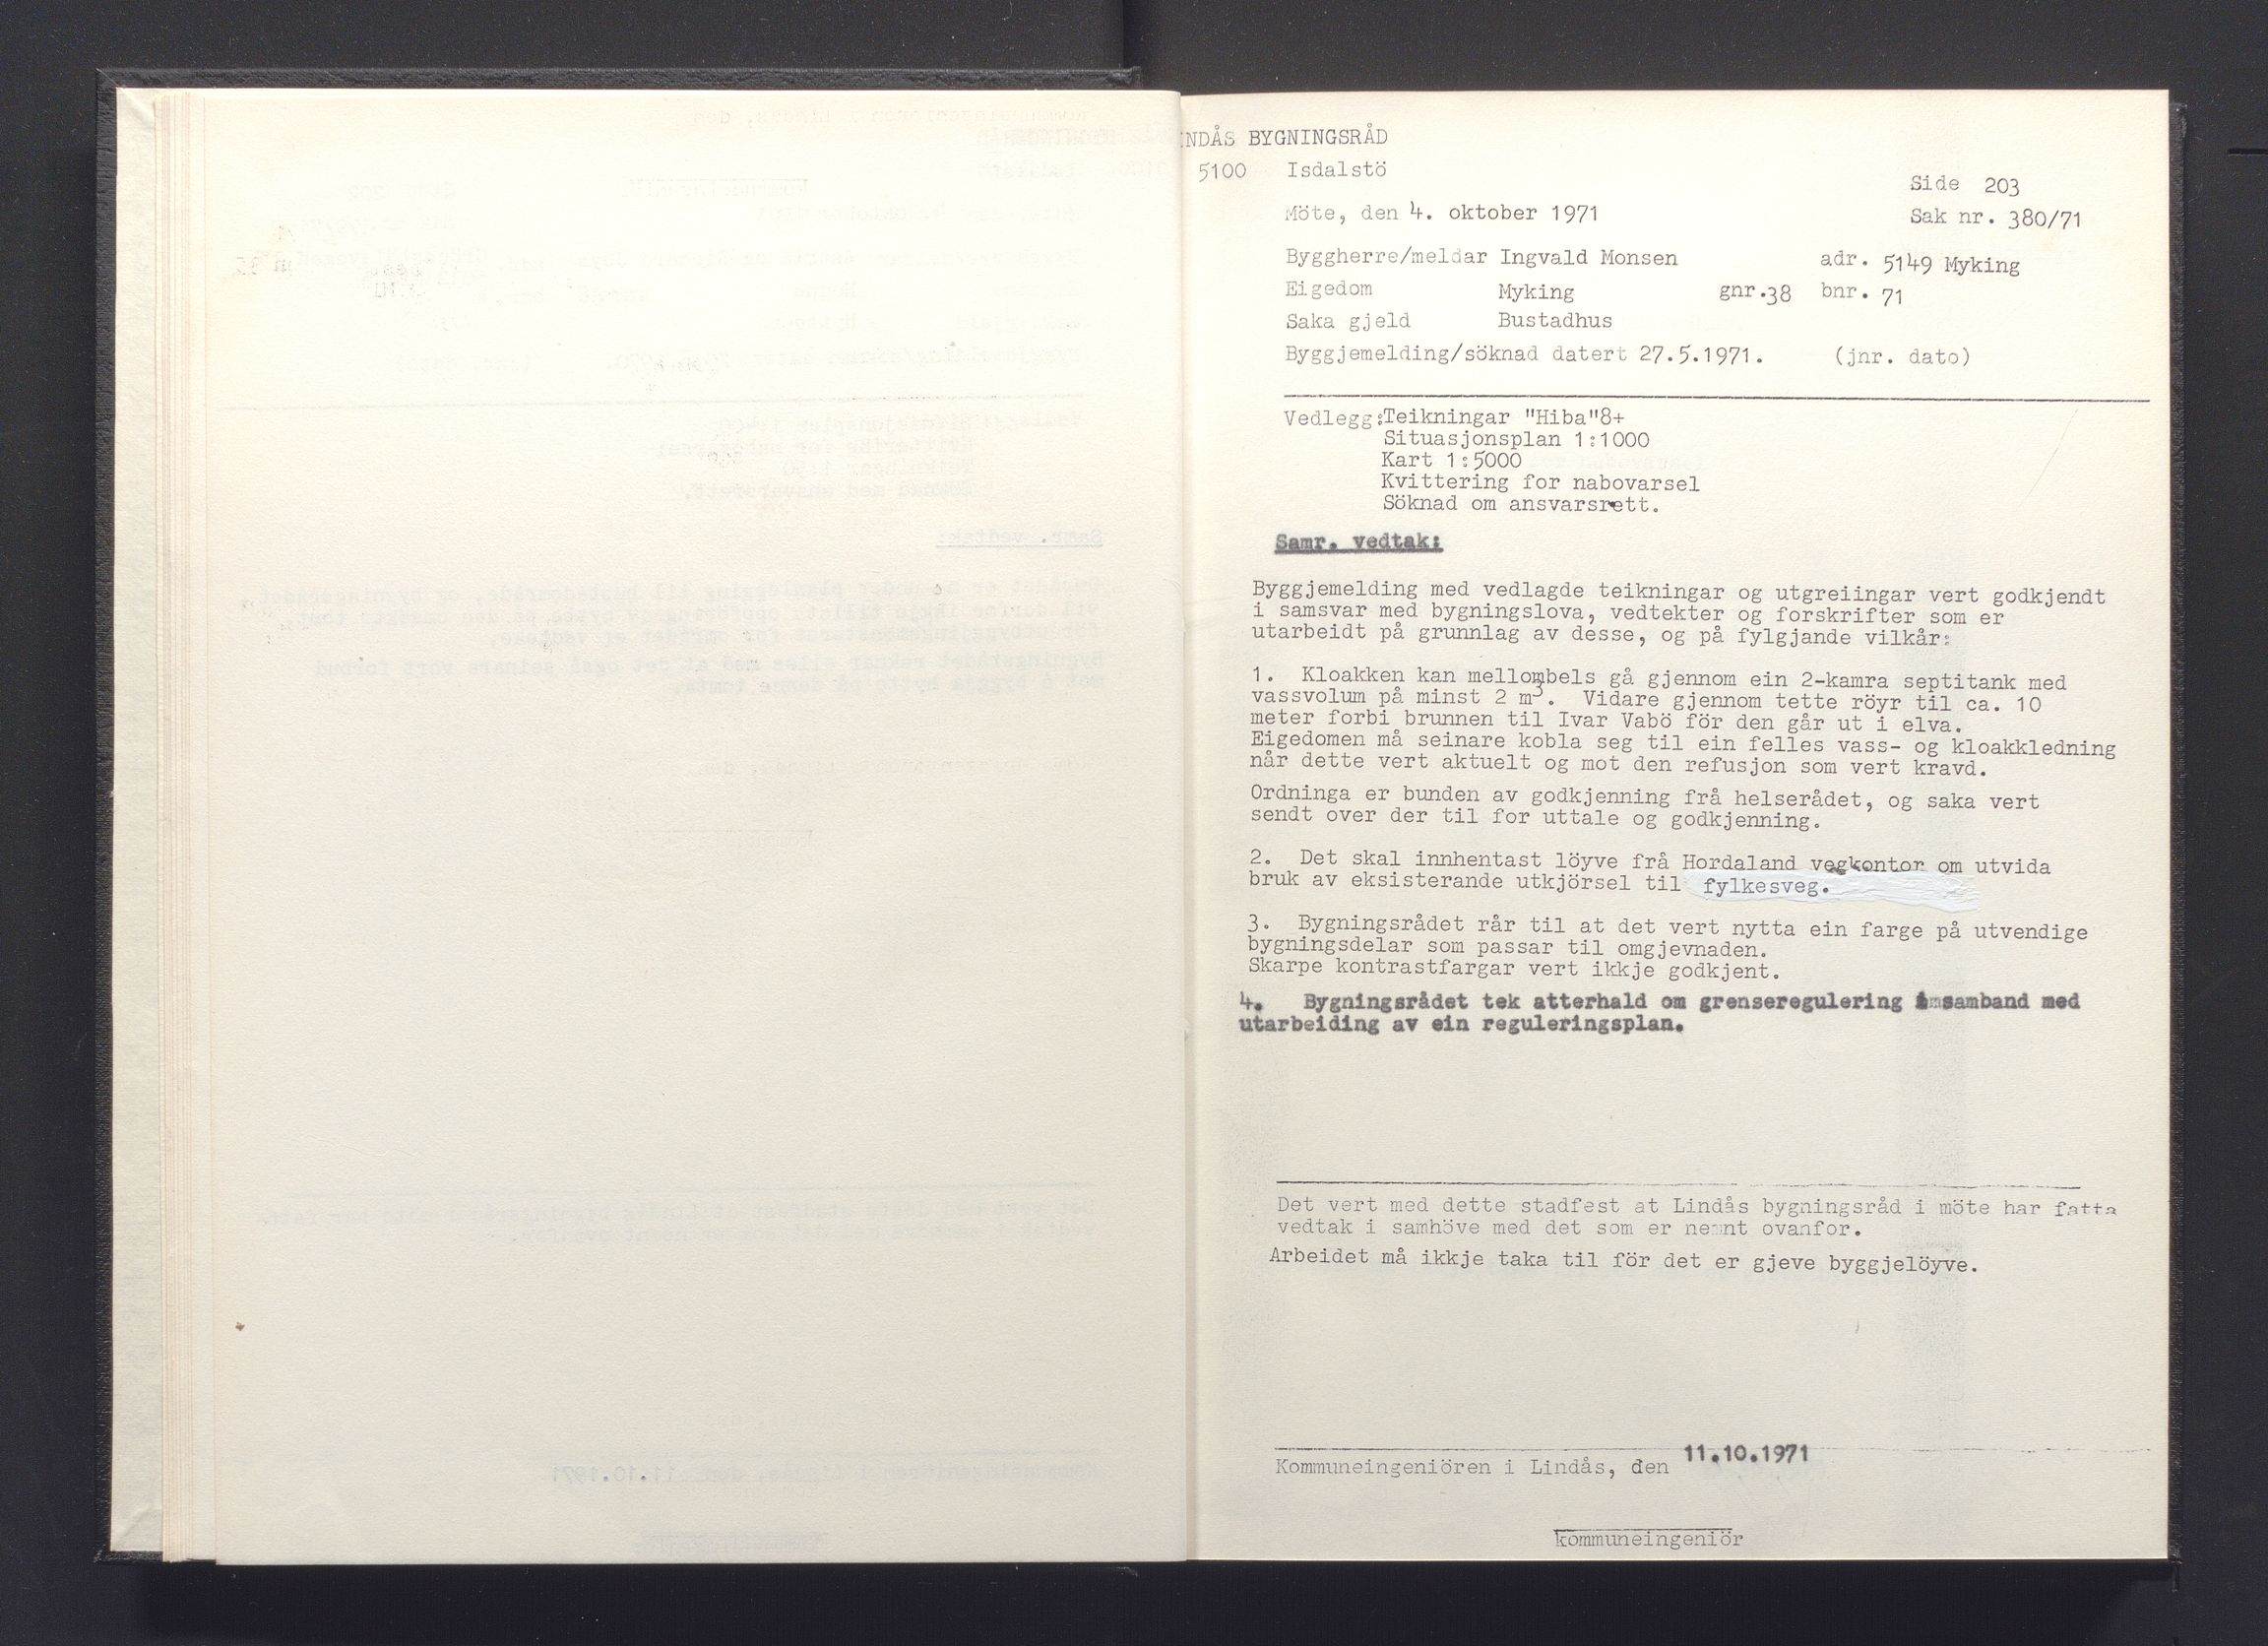 NDÅS BYGNINGSRÅD
5100 Isdalstö
Side 203
Möte, den 4. oktober 1971 Sak nr. 380/71
Byggherre/meldar Ingvald Monsen adr. 5149 Myking
Eigedom Myking gnr.38 bnr. 71
Saka gjeld Bustadhus
Byggjemelding/söknad datert 27.5.1971. (jnr. dato)
Vedlegg:Teikningar "Hiba"8+
Situasjonsplan 1:1000
Kart 1:5000
Kvittering for nabovarsel
Söknad om ansvarsrett.
Samr. vedtak:
Byggjemelding med vedlagde teikningar og utgreiingar vert godkjendt
i samsvar med bygningslova, vedtekter og forskrifter som er
utarbeidt på grunnlag av desse, og på fylgjande vilkår:
1. Kloakken kan mellombels gå gjennom ein 2-kamra septitank med
vassvolum på minst 2 m3. Vidare gjennom tette röyr til ca. 10
meter forbi brunnen til Ivar Vabö för den går ut i elva.
Eigedomen må seinare kobla seg til ein felles vass- og kloakkledning
når dette vert aktuelt og mot den refusjon som vert kravd.
Ordninga er bunden av godkjenning frå helserådet, og saka vert
sendt over der til for uttale og godkjenning.
2. Det skal innhentast löyve frå Hordaland vegkontor om utvida
bruk av eksisterande utkjörsel til fylkesveg.
3. Bygningsrådet rår til at det vert nytta ein farge på utvendige
bygningsdelar som passar til omgjevnaden.
Skarpe kontrastfargar vert ikkje godkjent.
4. Bygningsrådet tek atterhald om grenseregulering samband med
utarbeiding av ein reguleringsplan.
Det vert med dette stadfest at Lindås bygningsråd i möte har fatta
vedtak i samhöve med det som er nemnt ovanfor.
Arbeidet må ikkje taka til för det er gjeve byggjelöyve.
Kommuneingeniören i Lindås, den 11.10.1971
kommuneingeniör